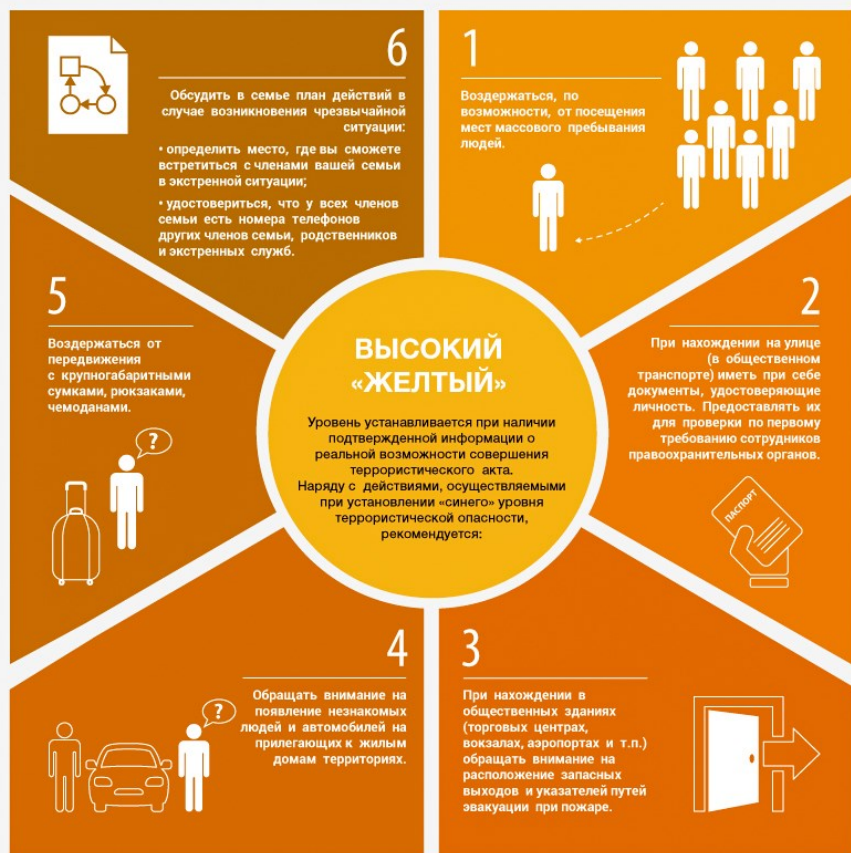 ВЫСОКИЙ
«ЖЕЛТЫЙ»
Уровень устанавливается при наличии
подтвержденной информации о
реальной возможности совершения
террористического акта.
Наряду с действиями, осуществляемыми
при установлении «синего» уровня
террористической опасности,
рекомендуется:
1
Воздержаться, по
возможности, от посещения
мест массового пребывания
людей.
2
При нахождении на улице
(в общественном
транспорте) иметь при себе
документы, удостоверяющие
личность. Предоставлять их
для проверки по первому
требованию сотрудников
правоохранительных органов.
ПАСПОРТ
3
При нахождении в
общественных зданиях
(торговых центрах,
вокзалах, аэропортах и т.п.)
обращать внимание на
расположение запасных
выходов и указателей путей
эвакуации при пожаре.
4
Обращать внимание на
появление незнакомых
людей и автомобилей на
прилегающих к жилым
домам территориях.
?
5
Воздержаться от
передвижения
с крупногабаритными
сумками, рюкзаками,
чемоданами.
?
6
Обсудить в семье план действий в
случае возникновения чрезвычайной
ситуации:
• определить место, где вы сможете
встретиться с членами вашей семьи
в экстренной ситуации;
• удостовериться, что у всех членов
семьи есть номера телефонов
других членов семьи, родственников
и экстренных служб.